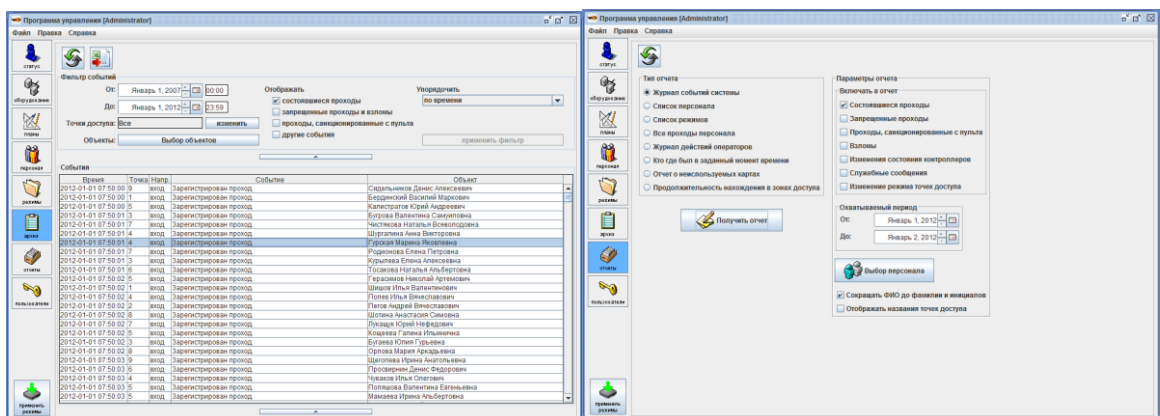 Программа управления [Administrator]
Файл Правка Справка
статус
оборудование
планы
персонал
режимы
архив
отчеты
пользователи
применить
режимы
Фильтр событий
От: Январь 1, 2007 00:00
До: Январь 1, 2012 23:59
Точки доступа: Все изменить
Объекты: Выбор объектов
Отображать
состоявшиеся проходы
запрещенные проходы и взломы
проходы, санкционированные с пульта
другие события
Упорядочить
по времени
применить фильтр
События
Время Точка Напр. Событие Объект
2012-01-01 07:50:00 9 вход Зарегистрирован проход. Сидельников Данис Алексеевич
2012-01-01 07:50:00 1 вход Зарегистрирован проход. Бердинский Василий Маркович
2012-01-01 07:50:00 5 вход Зарегистрирован проход. Калистратов Юрий Андреевич
2012-01-01 07:50:01 3 вход Зарегистрирован проход. Бугрова Валентина Самуиловна
2012-01-01 07:50:01 7 вход Зарегистрирован проход. Чистякова Наталья Всеволодовна
2012-01-01 07:50:01 4 вход Зарегистрирован проход. Шургалина Анна Викторовна
2012-01-01 07:50:01 4 вход Зарегистрирован проход. Гурская Марина Яковлевна
2012-01-01 07:50:01 7 вход Зарегистрирован проход. Родионова Елена Петровна
2012-01-01 07:50:01 3 вход Зарегистрирован проход. Курылева Елена Алексеевна
2012-01-01 07:50:01 6 вход Зарегистрирован проход. Тосакова Наталья Альбертовна
2012-01-01 07:50:02 5 вход Зарегистрирован проход. Герасимов Николай Артемович
2012-01-01 07:50:02 1 вход Зарегистрирован проход. Шишов Илья Валентинович
2012-01-01 07:50:02 4 вход Зарегистрирован проход. Полев Илья Вячеславович
2012-01-01 07:50:02 2 вход Зарегистрирован проход. Пегов Андрей Вячеславович
2012-01-01 07:50:02 8 вход Зарегистрирован проход. Шотина Анастасия Симовна
2012-01-01 07:50:02 7 вход Зарегистрирован проход. Лукащук Юрий Нефедович
2012-01-01 07:50:02 5 вход Зарегистрирован проход. Кощеева Галина Ильинична
2012-01-01 07:50:02 3 вход Зарегистрирован проход. Бугаева Юлия Гурьевна
2012-01-01 07:50:02 8 вход Зарегистрирован проход. Орлова Мария Аркадьевна
2012-01-01 07:50:03 9 вход Зарегистрирован проход. Щеголева Ирина Анатольевна
2012-01-01 07:50:03 6 вход Зарегистрирован проход. Просвирнин Денис Федорович
2012-01-01 07:50:03 4 вход Зарегистрирован проход. Чуваков Илья Олегович
2012-01-01 07:50:03 5 вход Зарегистрирован проход. Поляшова Валентина Евгеньевна
2012-01-01 07:50:03 5 вход Зарегистрирован проход. Мамаева Ирина Альбертовна
Программа управления [Administrator]
Файл Правка Справка
статус
оборудование
планы
персонал
режимы
архив
отчеты
пользователи
применить
режимы
Тип отчета
Журнал событий системы
Список персонала
Список режимов
Все проходы персонала
Журнал действий операторов
Кто где был в заданный момент времени
Отчет о неиспользуемых картах
Продолжительность нахождения в зонах доступа
Получить отчет
Параметры отчета
Включать в отчет
Состоявшиеся проходы
Запрещенные проходы
Проходы, санкционированные с пульта
Взломы
Изменения состояния контроллеров
Служебные сообщения
Изменение режима точек доступа
Охватываемый период
От: Январь 1, 2012
До: Январь 2, 2012
Выбор персонала
Сокращать ФИО до фамилии и инициалов
Отображать названия точек доступа